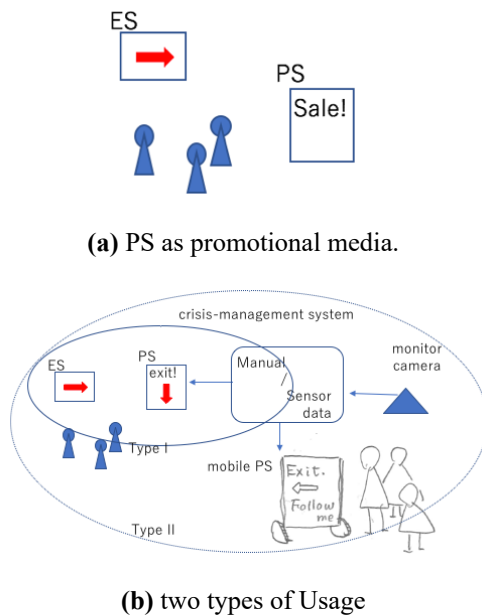 ES
PS
Sale!
(a) PS as promotional media.
crisis-management system
ES
PS
exit!
Manual
/
Sensor
data
monitor
camera
Type I
mobile PS
Exit.
Follow
me
Type II
(b) two types of Usage